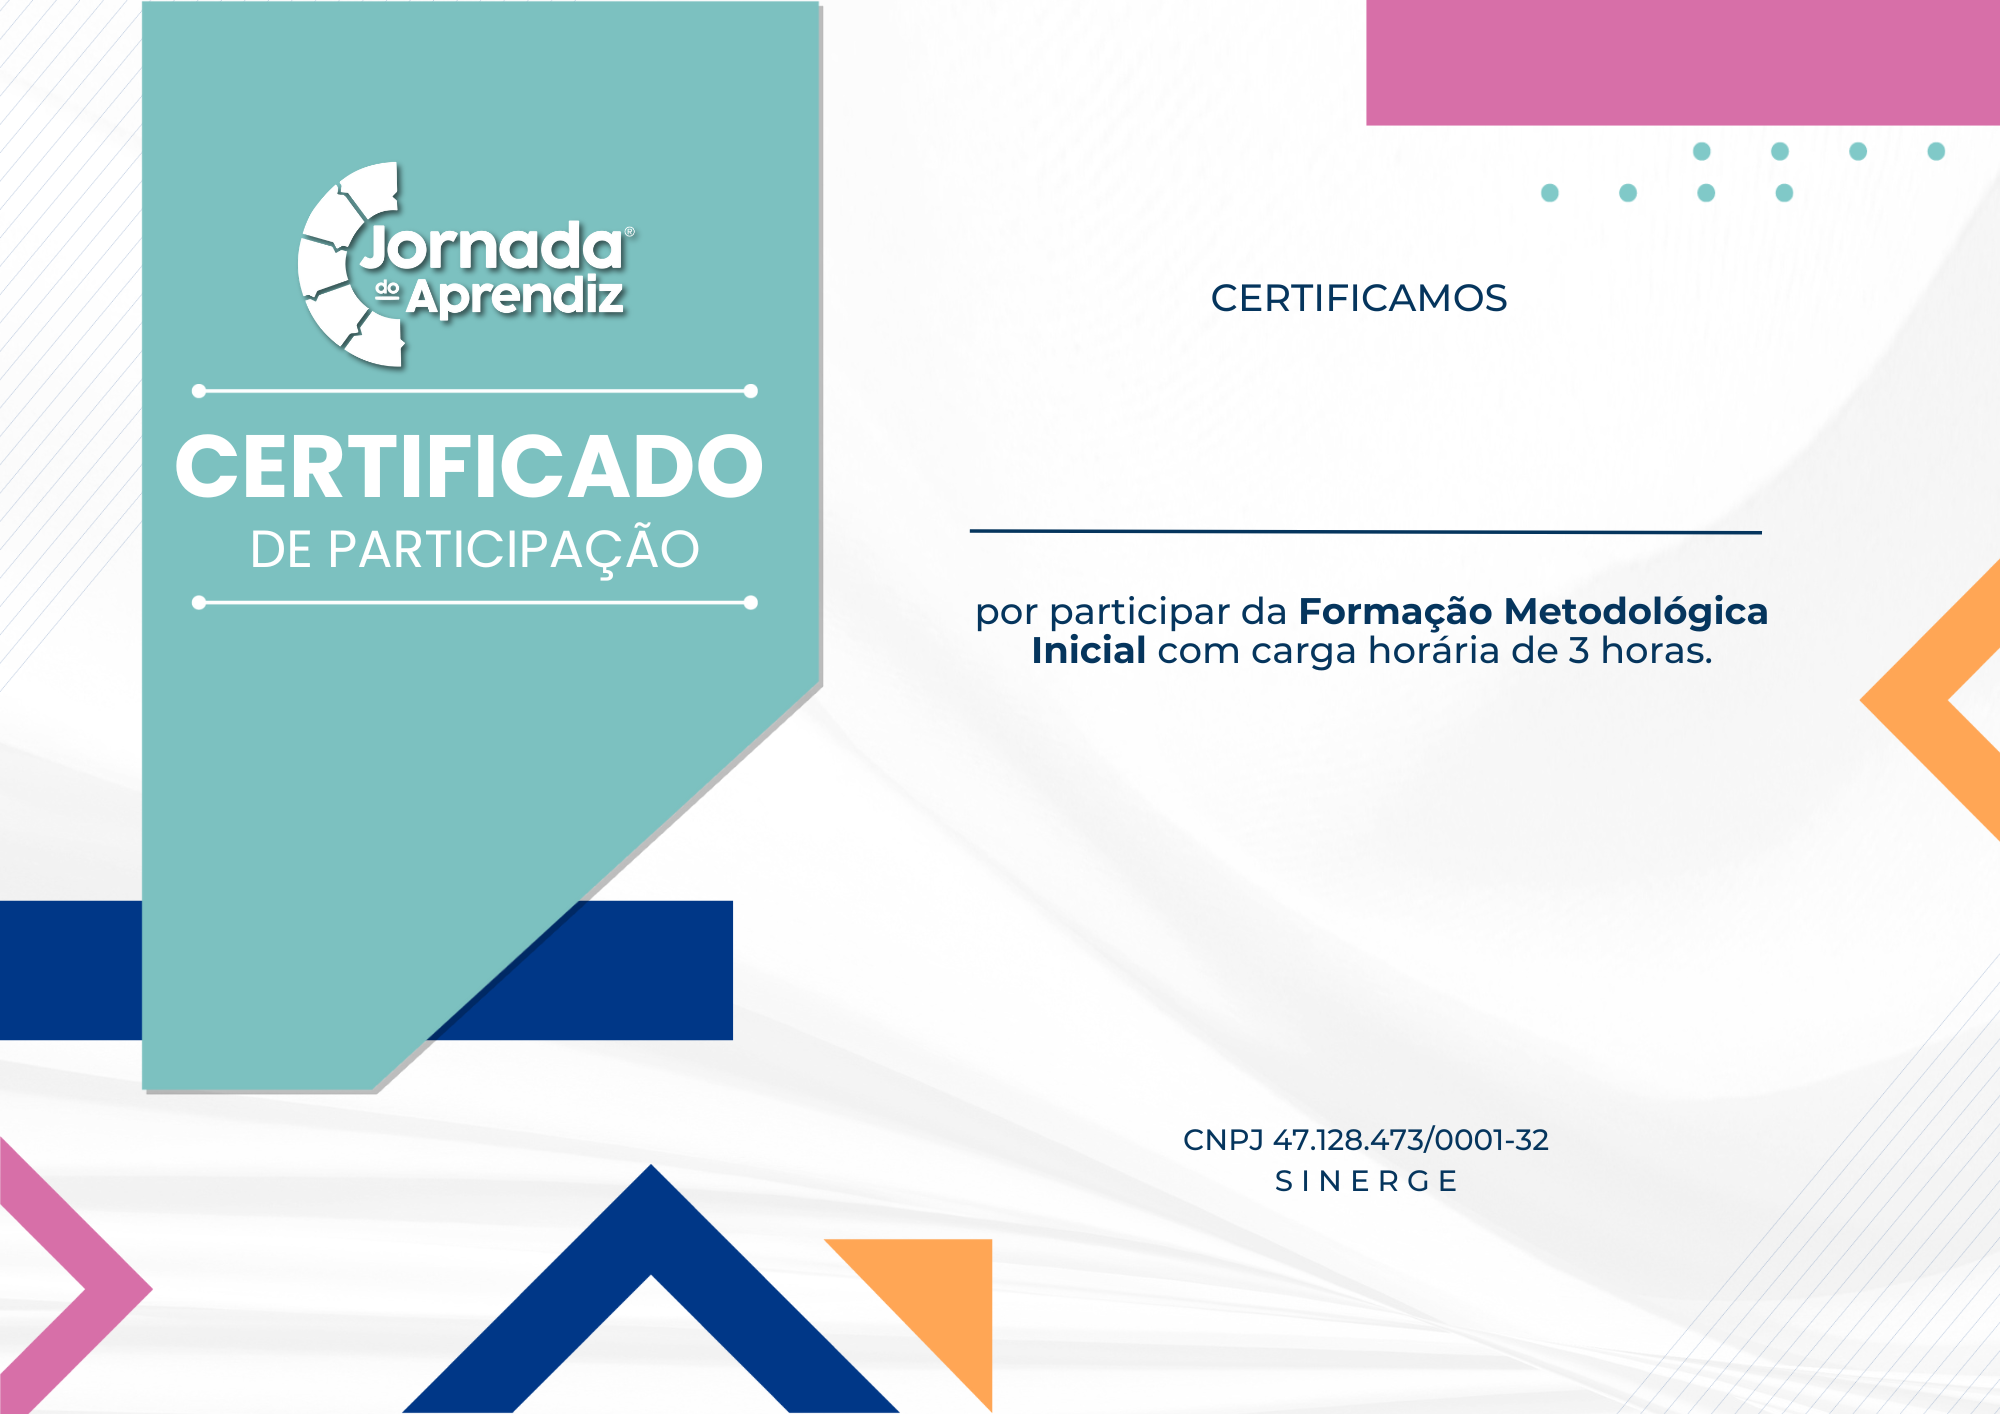 Jornada®
do Aprendiz
CERTIFICADO
DE PARTICIPAÇÃO
CERTIFICAMOS
por participar da Formação Metodológica
Inicial com carga horária de 3 horas.
CNPJ 47.128.473/0001-32
SINERGE